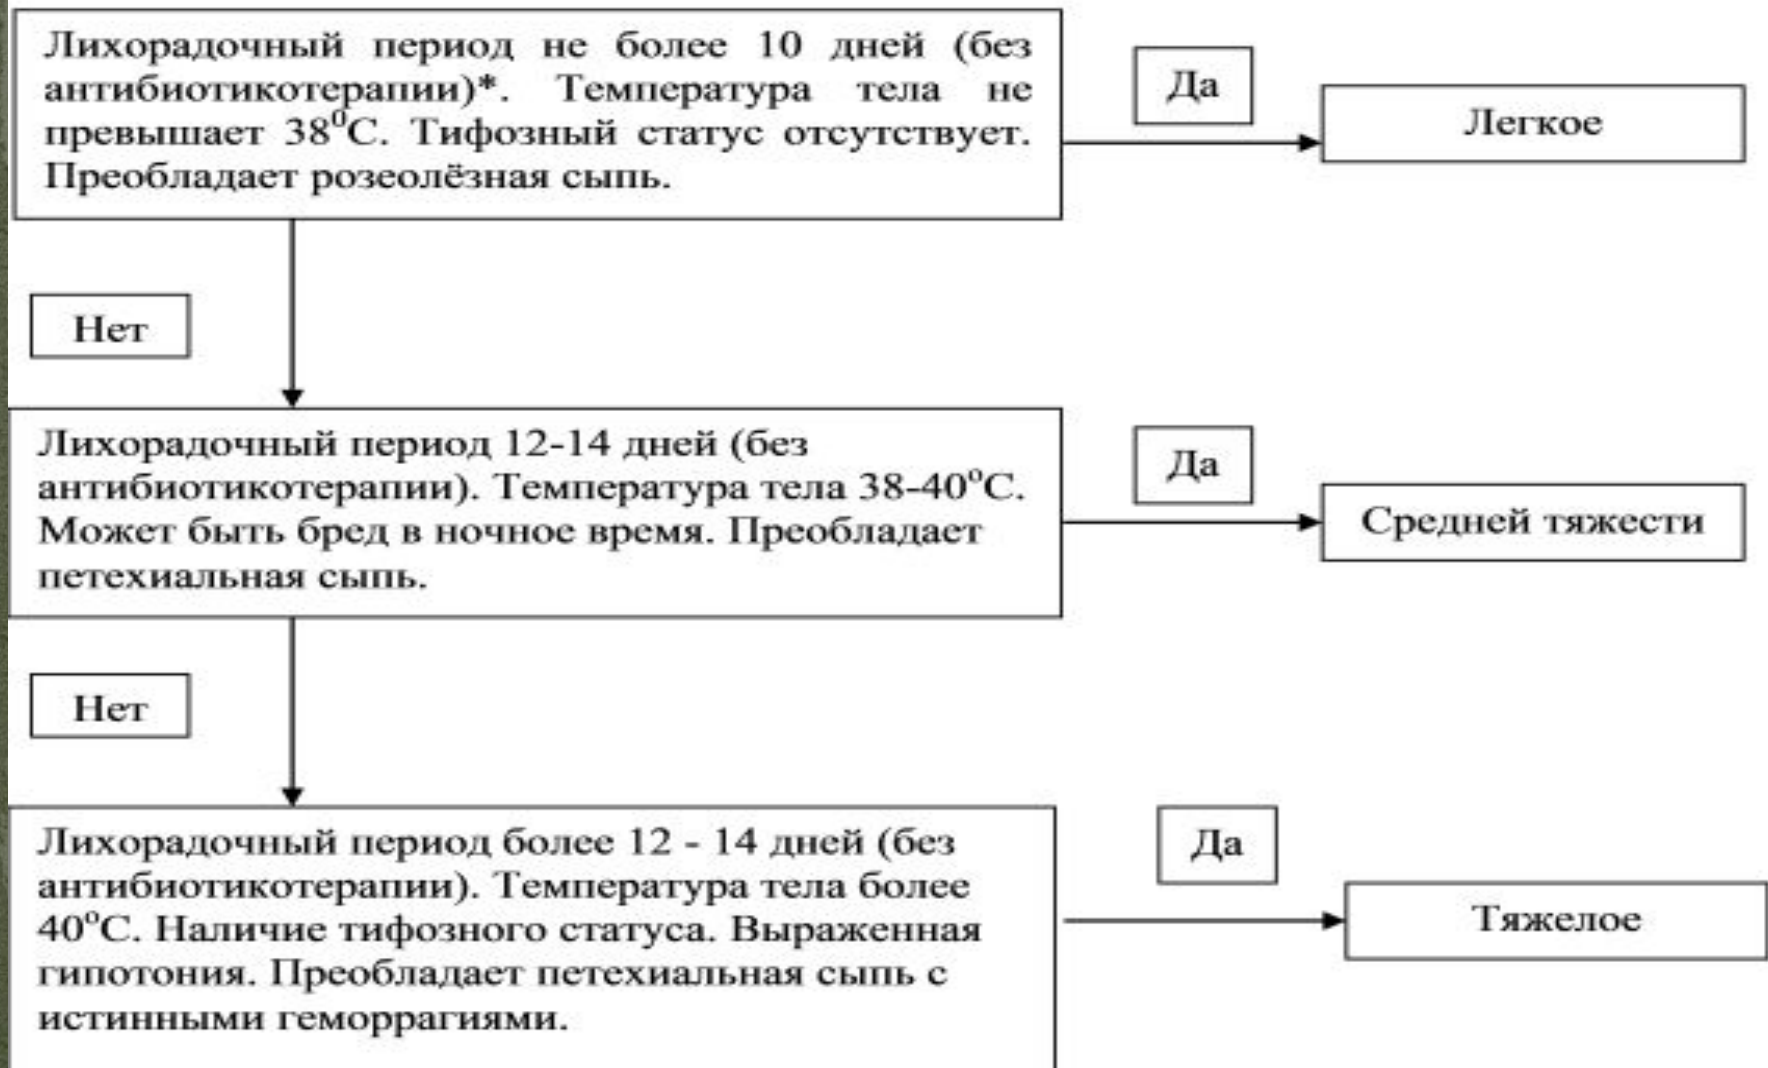 Лихорадочный период не более 10 дней (без
антибиотикотерапии)*. Температура тела не
превышает 38⁰С. Тифозный статус отсутствует.
Преобладает розеолёзная сыпь.
Да
Легкое
Нет
Лихорадочный период 12-14 дней (без
антибиотикотерапии). Температура тела 38-40ºС.
Может быть бред в ночное время. Преобладает
петехиальная сыпь.
Да
Средней тяжести
Нет
Лихорадочный период более 12 - 14 дней (без
антибиотикотерапии). Температура тела более
40ºС. Наличие тифозного статуса. Выраженная
гипотония. Преобладает петехиальная сыпь с
истинными геморрагиями.
Да
Тяжелое